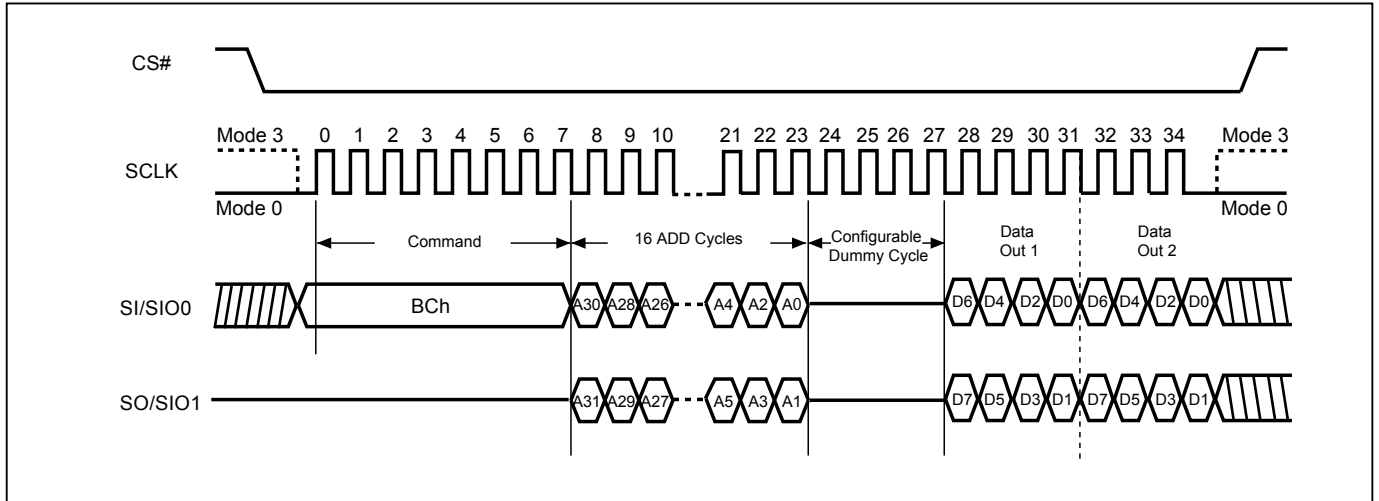 CS#
Mode 3 0 1 2 3 4 5 6 7 8 9 10 21 22 23 24 25 26 27 28 29 30 31 32 33 34 Mode 3
SCLK
Mode 0 Mode 0
Command 16 ADD Cycles Configurable Dummy Cycle Data Out 1 Data Out 2
SI/SIO0 BCh A30 A28 A26 A4 A2 A0 D6 D4 D2 D0 D6 D4 D2 D0
SO/SIO1 A31 A29 A27 A5 A3 A1 D7 D5 D3 D1 D7 D5 D3 D1